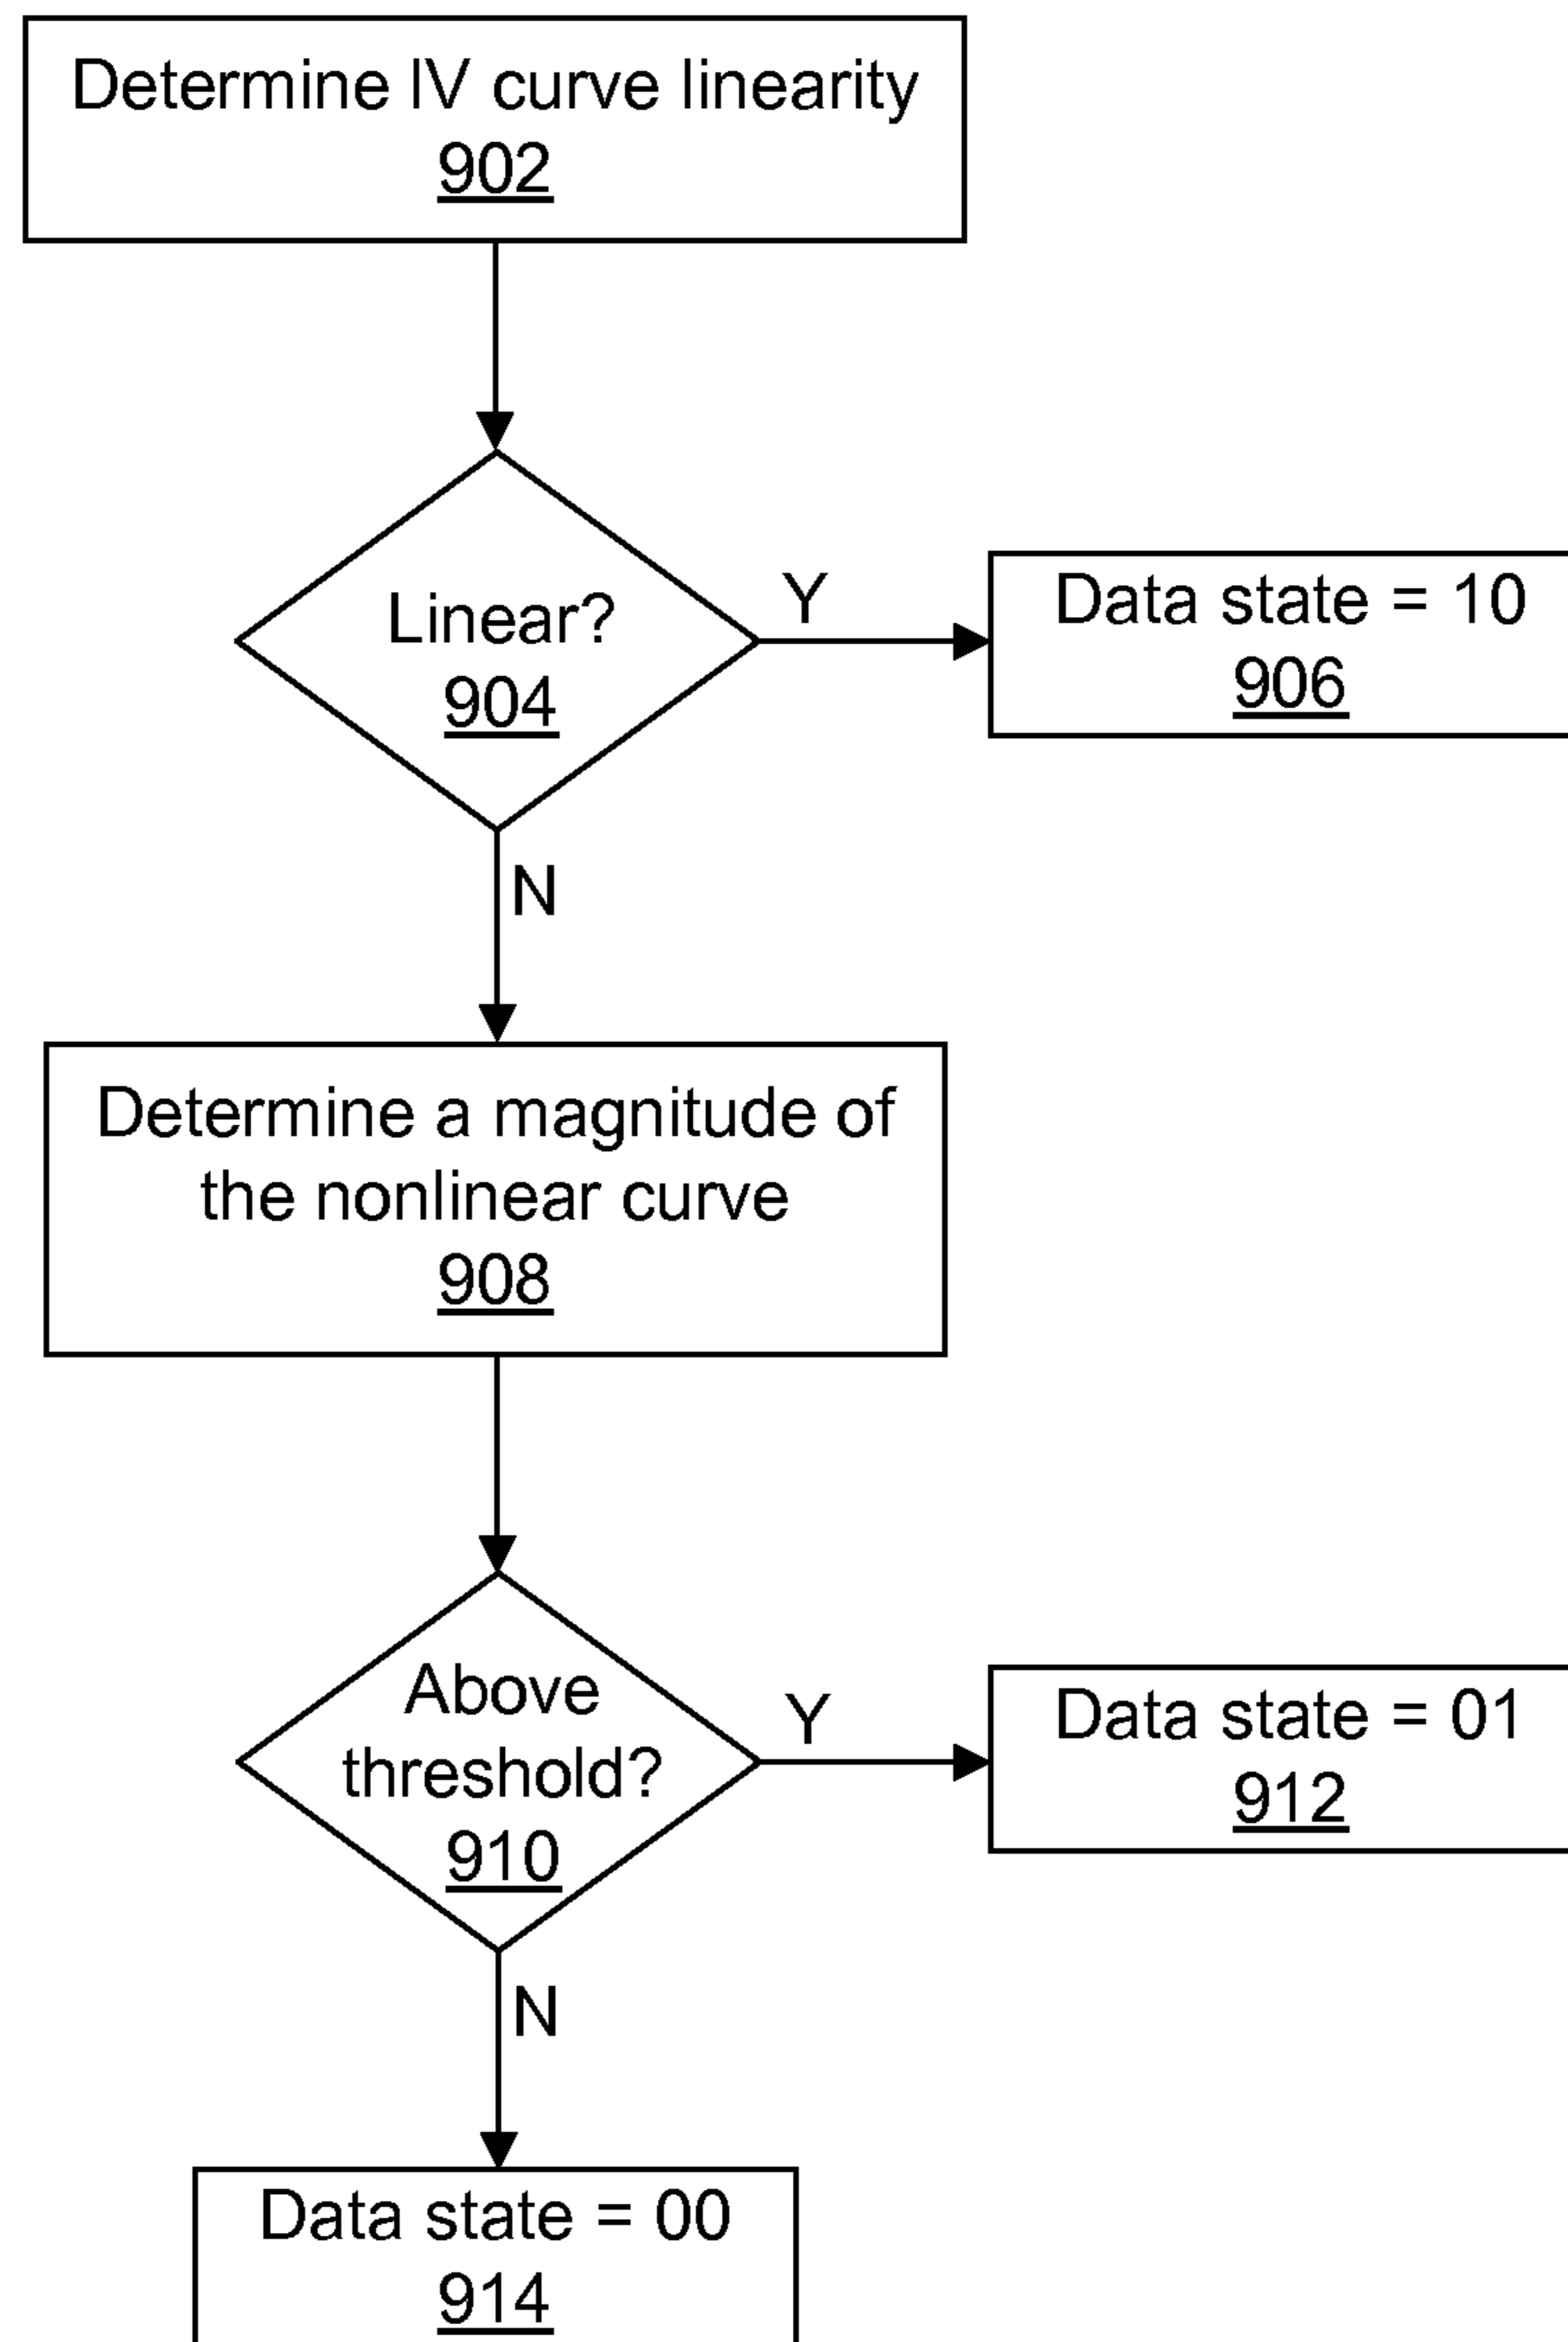 Determine IV curve linearity
902
Linear?
904
Y
Data state = 10
906
N
Determine a magnitude of
the nonlinear curve
908
Above
threshold?
910
Y
Data state = 01
912
N
Data state = 00
914